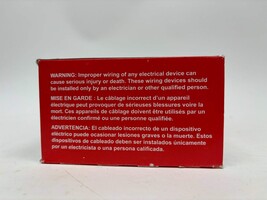 WARNING: Improper wiring of any electrical device can
cause serious injury or death. These wiring devices should
be installed only by an electrician or other qualified person.
MISE EN GARDE : Le câblage incorrect d'un appareil
électrique peut provoquer de sérieuses blessures voire la
mort. Ces appareils de câblage doivent être utilisés par un
électricien confirmé ou une personne qualifiée.
ADVERTENCIA: El cableado incorrecto de un dispositivo
eléctrico puede ocasionar lesiones graves o la muerte. Estos
dispositivos de cableado deben ser instalados únicamente
por un electricista o una persona calificada.